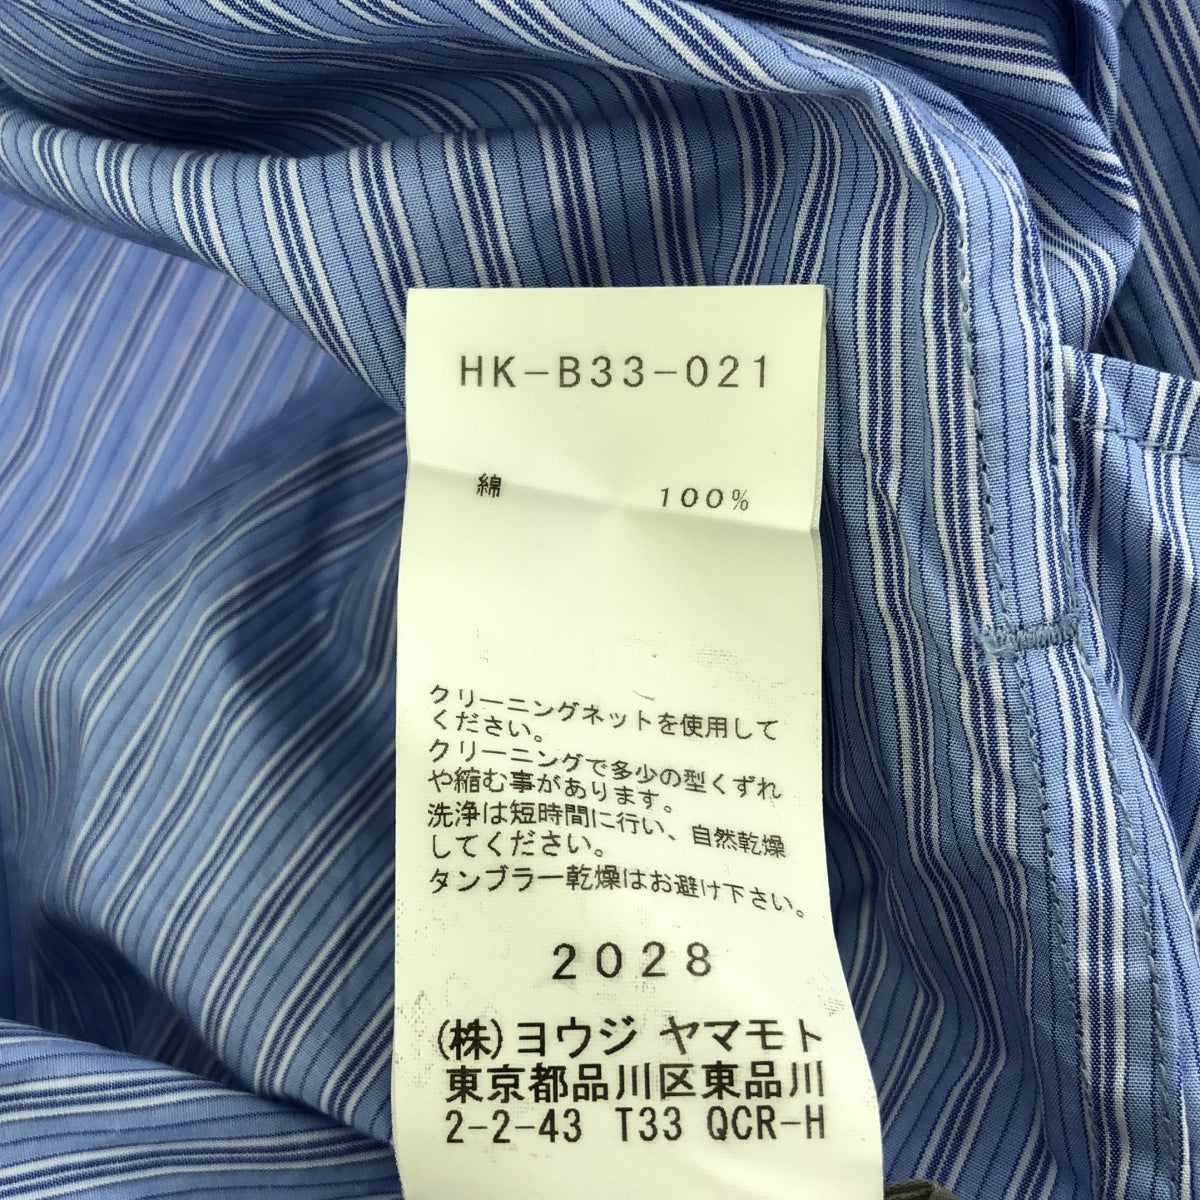 HK-B33-021
綿 100%
クリーニングネットを使用して
ください。
クリーニングで多少の型くずれ
や縮む事があります。
洗浄は短時間に行い、自然乾燥
してください。
タンブラー乾燥はお避け下さい。
2028
(株)ヨウジ ヤマモト
東京都品川区東品川
2-2-43 T33 QCR-H